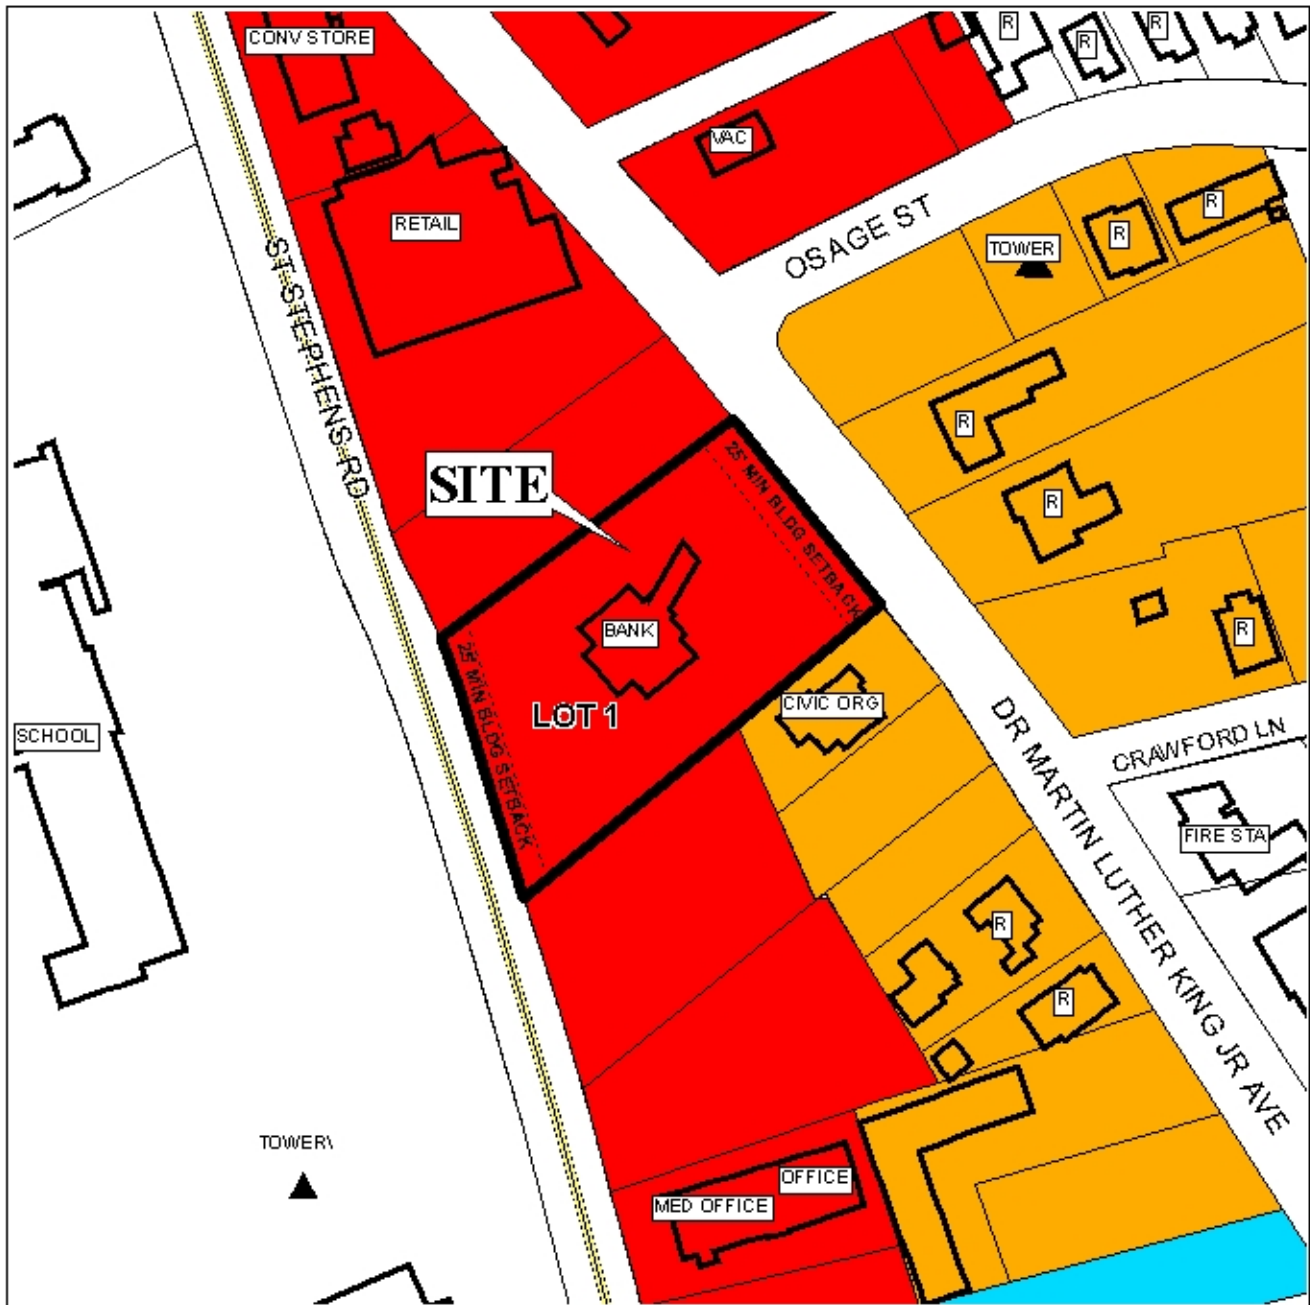 CONV STORE
R
R
R
VAC
RETAIL
OSAGE ST
TOWER
R
R
ST STEPHENS RD
R
SITE
25' MIN BLDG SETBACK
R
BANK
R
LOT 1
25' MIN BLDG SETBACK
CIVIC ORG
SCHOOL
CRAWFORD LN
DR MARTIN LUTHER KING JR AVE
FIRE STA
R
R
TOWER\
OFFICE
MED OFFICE